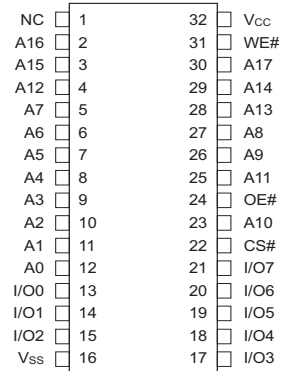 NC 1 32 Vcc
A16 2 31 WE#
A15 3 30 A17
A12 4 29 A14
A7 5 28 A13
A6 6 27 A8
A5 7 26 A9
A4 8 25 A11
A3 9 24 OE#
A2 10 23 A10
A1 11 22 CS#
A0 12 21 I/O7
I/O0 13 20 I/O6
I/O1 14 19 I/O5
I/O2 15 18 I/O4
Vss 16 17 I/O3